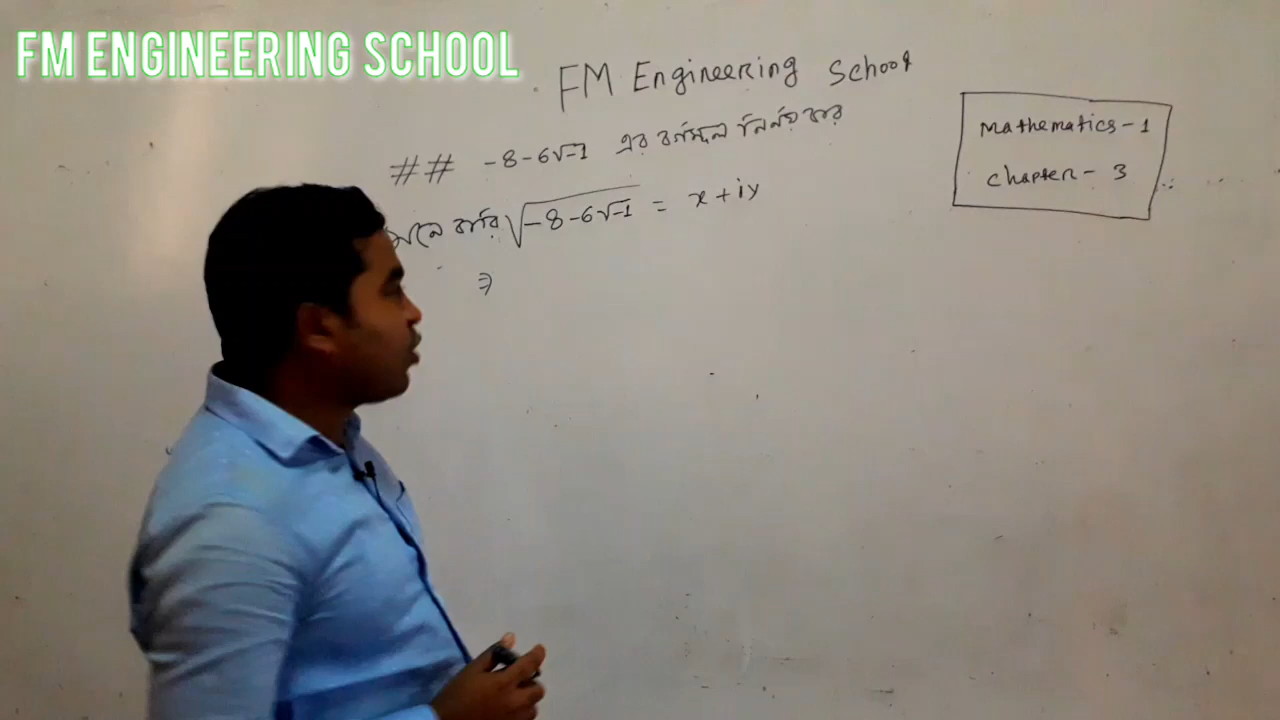 FM ENGINEERING SCHOOL
FM Engineering School
## -8-6√-1 এর বর্গমূল নির্ণয় কর
মনে করি √-8-6√-1 = x + iy
⇒
Mathematics - 1
Chapter - 3